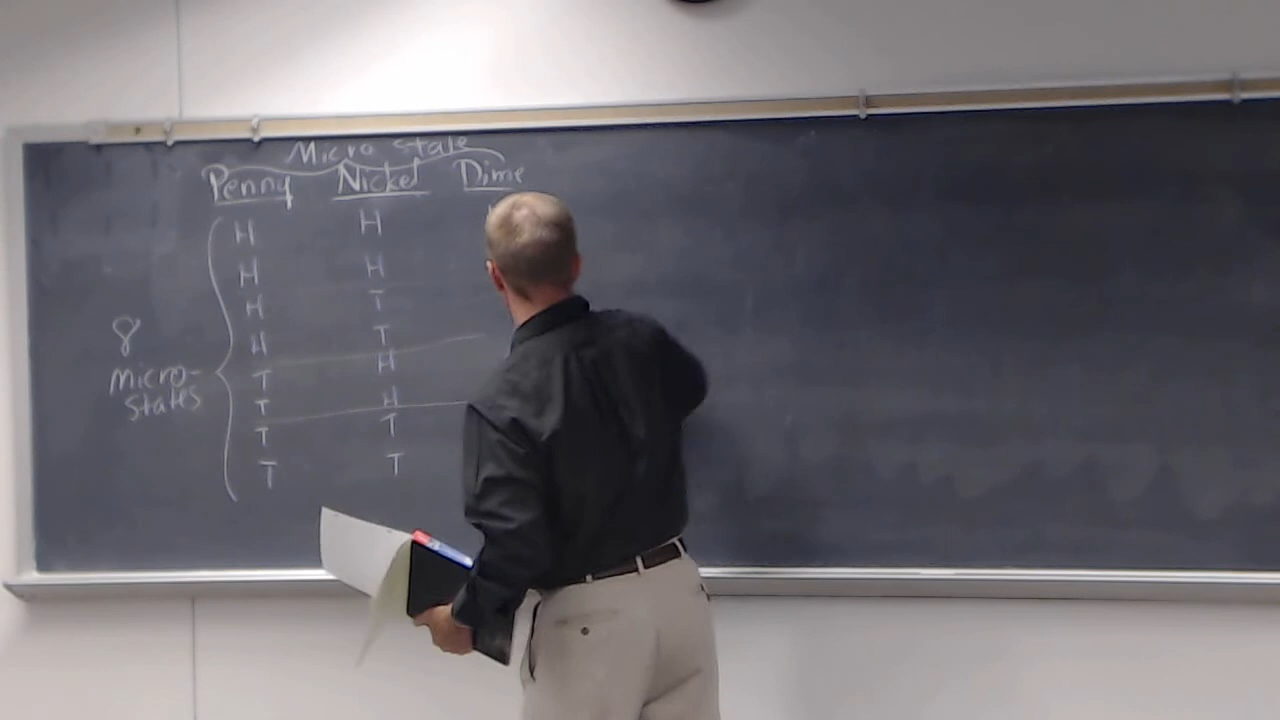 Micro state
Penny Nickel Dime
H H
H H
H T
H T
T H
T H
T T
T T
8
Micro-
states